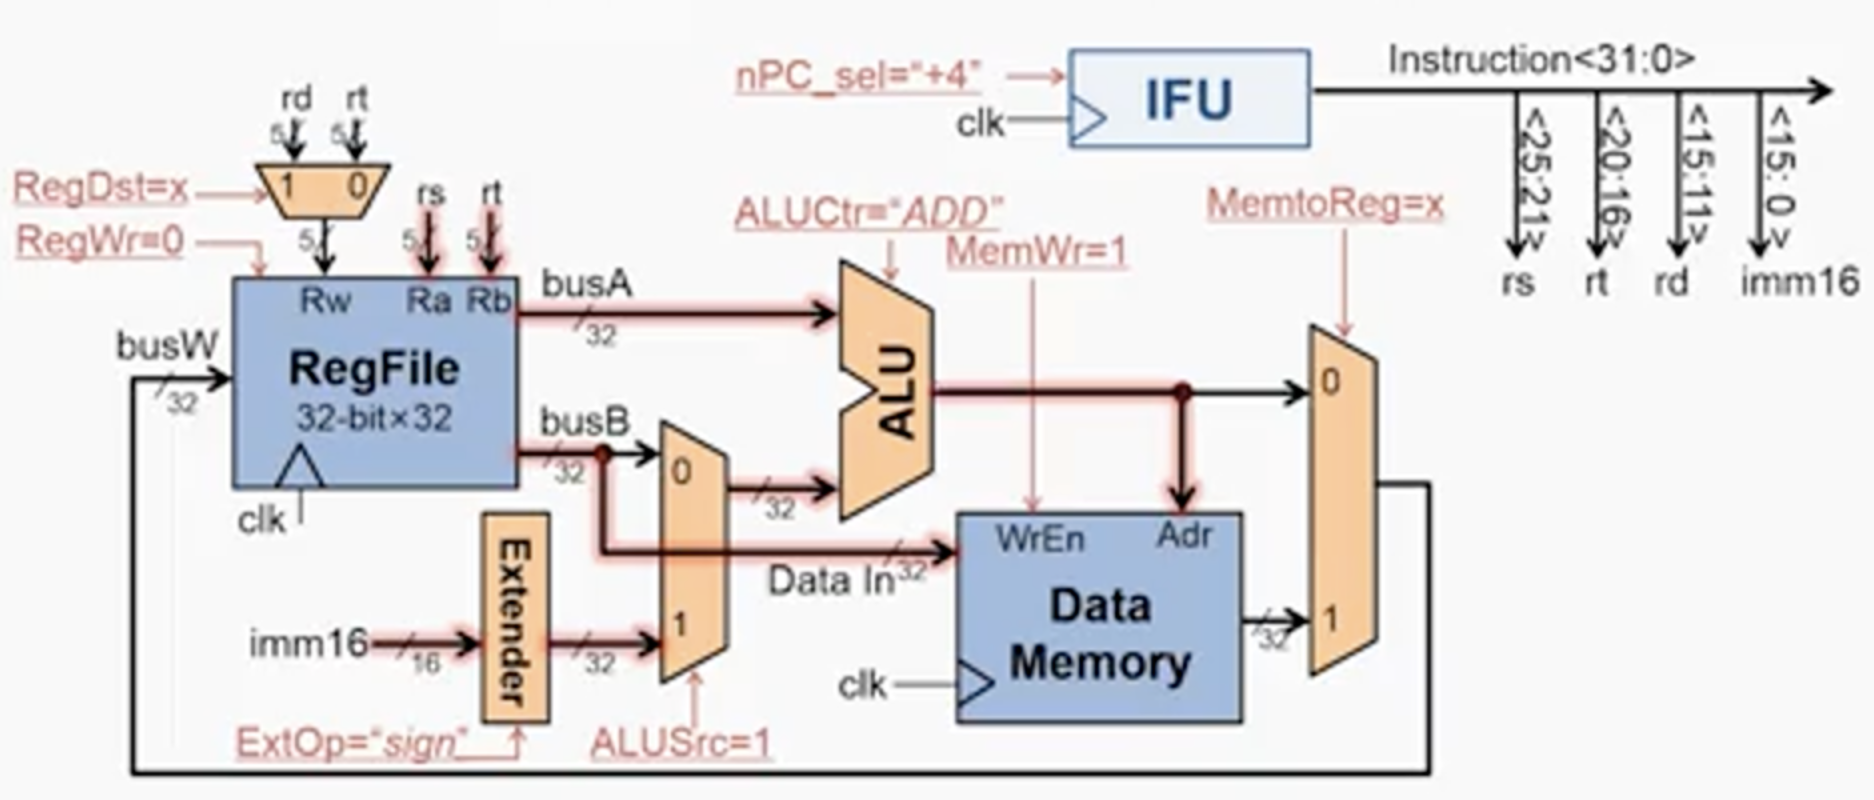 nPC_sel="+4"
clk
IFU
Instruction<31:0>
<25:21>
<20:16>
<15:11>
<15: 0 >
rs
rt
rd
imm16
rd
rt
5
5
1
0
RegDst=x
RegWr=0
5
rs
rt
5
5
Rw
Ra
Rb
RegFile
32-bit×32
clk
busW
32
busA
32
busB
32
ALUCtr="ADD"
MemWr=1
MemtoReg=x
ALU
0
1
32
Data In
32
imm16
16
Extender
32
ExtOp="sign"
ALUSrc=1
WrEn
Adr
Data
Memory
clk
32
0
1